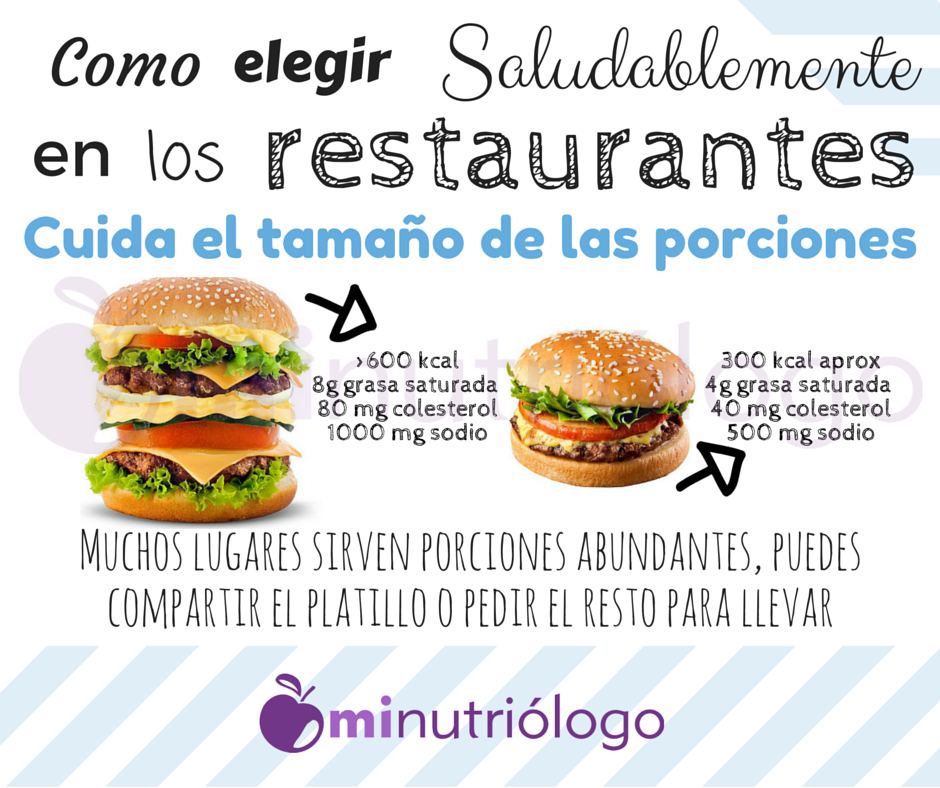 Como elegir Saludablemente
en los restaurantes
Cuida el tamaño de las porciones
>600 kcal
8g grasa saturada
80 mg colesterol
1000 mg sodio
300 kcal aprox
4g grasa saturada
40 mg colesterol
500 mg sodio
MUCHOS LUGARES SIRVEN PORCIONES ABUNDANTES, PUEDES
COMPARTIR EL PLATILLO O PEDIR EL RESTO PARA LLEVAR
minutriólogo
minutriólogo